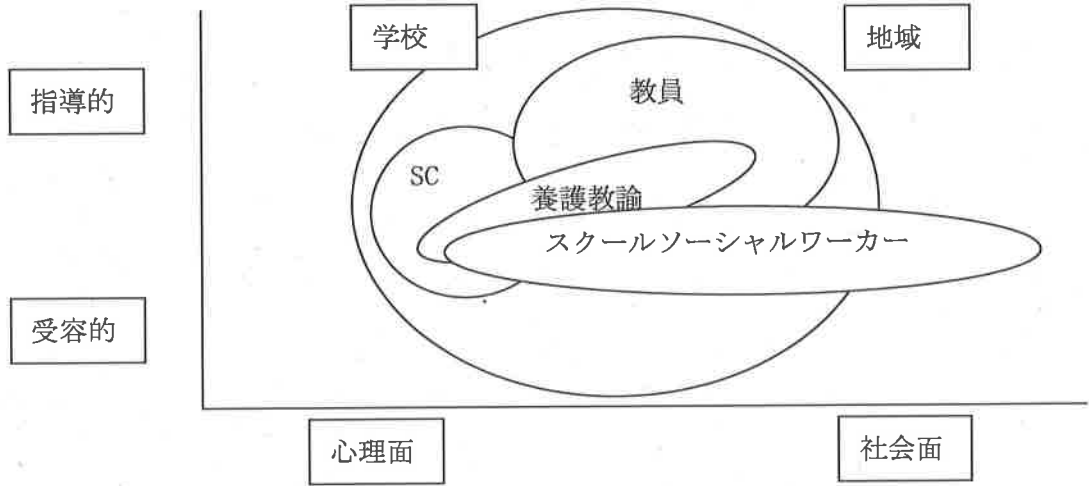 学校
地域
指導的
教員
SC
養護教諭
スクールソーシャルワーカー
受容的
心理面
社会面